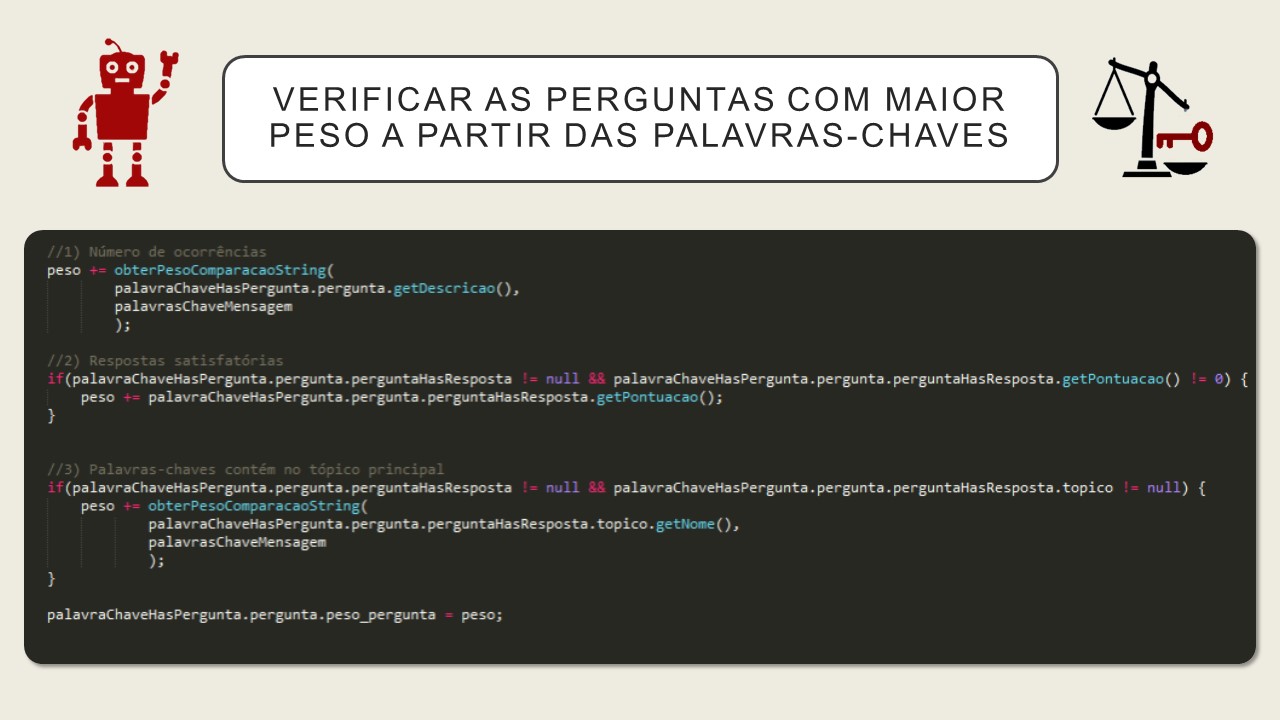 VERIFICAR AS PERGUNTAS COM MAIOR
PESO A PARTIR DAS PALAVRAS-CHAVES
//1) Número de ocorrências
peso += obterPesoComparacaoString(
palavraChaveHasPergunta.pergunta.getDescricao(),
palavrasChaveMensagem
);
//2) Respostas satisfatórias
if(palavraChaveHasPergunta.pergunta.perguntaHasResposta != null && palavraChaveHasPergunta.pergunta.perguntaHasResposta.getPontuacao() != 0) {
peso += palavraChaveHasPergunta.pergunta.perguntaHasResposta.getPontuacao();
}
//3) Palavras-chaves contém no tópico principal
if(palavraChaveHasPergunta.pergunta.perguntaHasResposta != null && palavraChaveHasPergunta.pergunta.perguntaHasResposta.topico != null) {
peso += obterPesoComparacaoString(
palavraChaveHasPergunta.pergunta.perguntaHasResposta.topico.getNome(),
palavrasChaveMensagem
);
}
palavraChaveHasPergunta.pergunta.peso_pergunta = peso;